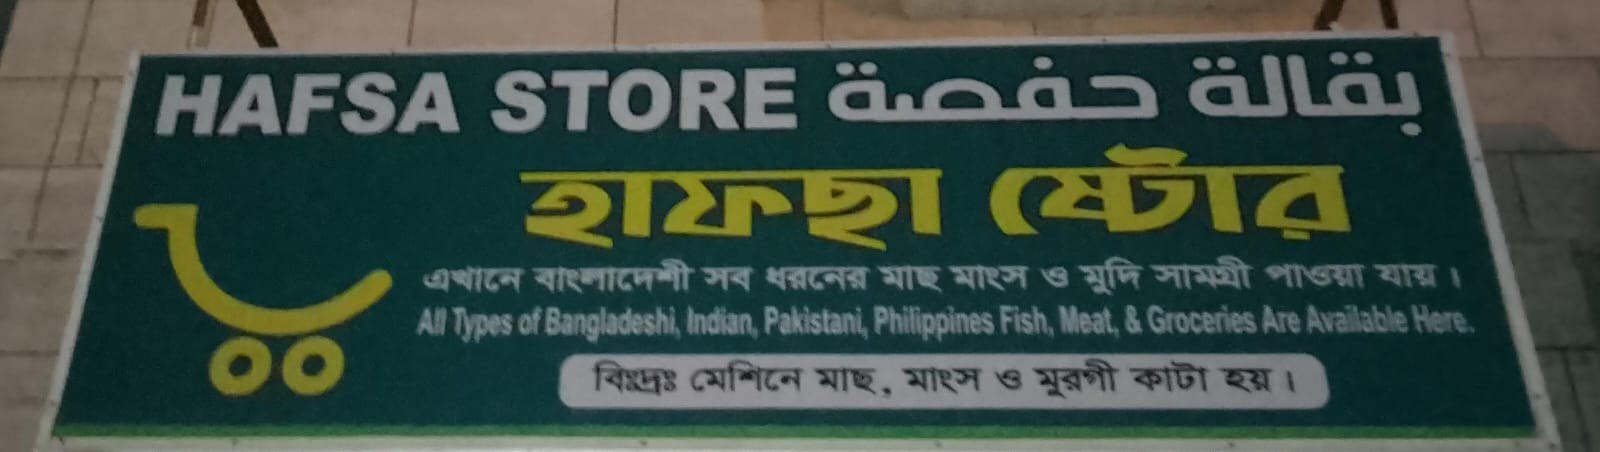 HAFSA STORE بقالة حفصة
হাফছা ষ্টোর
এখানে বাংলাদেশী সব ধরনের মাছ মাংস ও মুদি সামগ্রী পাওয়া যায় ।
All Types of Bangladeshi, Indian, Pakistani, Philippines Fish, Meat, & Groceries Are Available Here.
বিঃদ্রঃ মেশিনে মাছ, মাংস ও মুরগী কাটা হয় ।